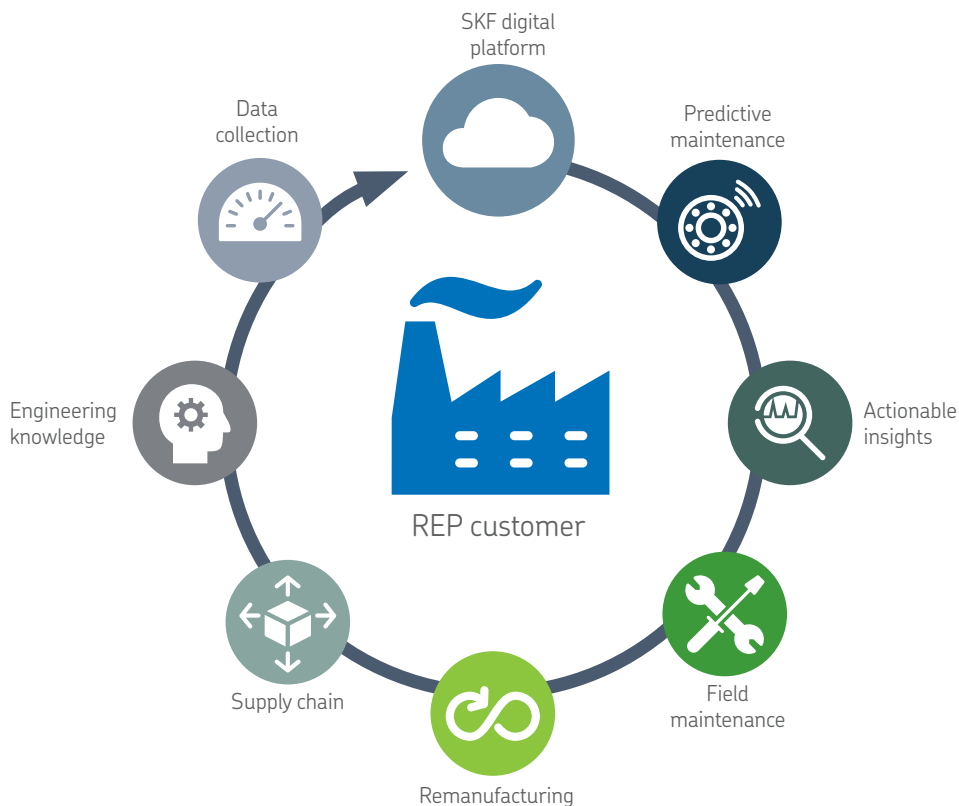 SKF digital
platform
Data
collection
Predictive
maintenance
Engineering
knowledge
Actionable
insights
REP customer
Supply chain
Field
maintenance
Remanufacturing